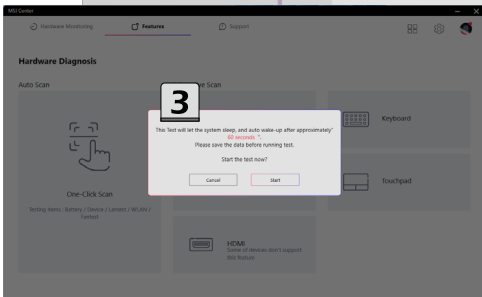 MSI Center
Hardware Monitoring
Features
Support
Hardware Diagnosis
Auto Scan
Scan
3
This Test will let the system sleep, and auto wake-up after approximately"
60 seconds ".
Please save the data before running test.
Start the test now?
Cancel
Start
Keyboard
Touchpad
One-Click Scan
Testing items : Battery / Device / Lantest / WLAN /
HDMI
Some of devices don't support
this feature